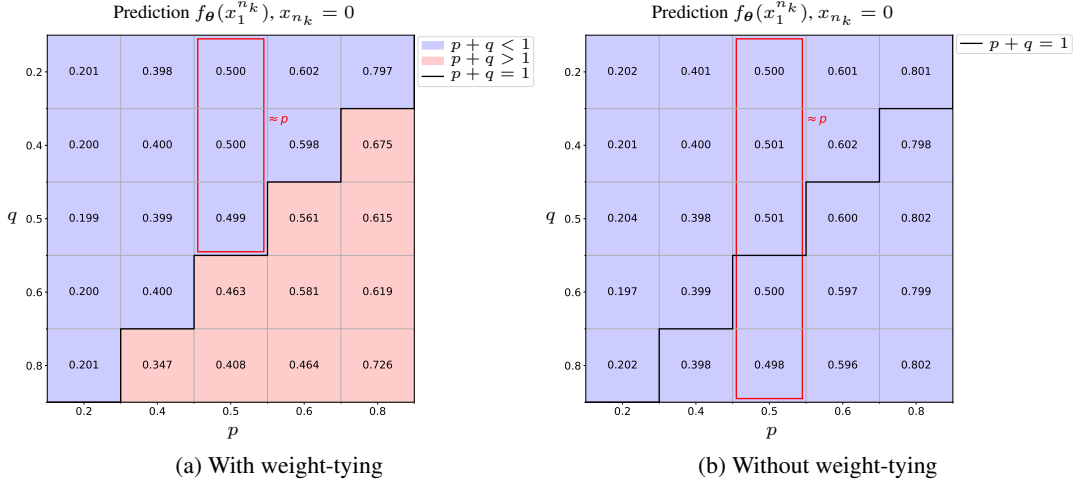 Prediction f_θ(x_1^{n_k}), x_{n_k} = 0
p + q < 1
p + q > 1
p + q = 1
q
0.2 0.201 0.398 0.500 0.602 0.797
≈ p
0.4 0.200 0.400 0.500 0.598 0.675
0.5 0.199 0.399 0.499 0.561 0.615
0.6 0.200 0.400 0.463 0.581 0.619
0.8 0.201 0.347 0.408 0.464 0.726
0.2 0.4 0.5 0.6 0.8
p
(a) With weight-tying
Prediction f_θ(x_1^{n_k}), x_{n_k} = 0
p + q = 1
q
0.2 0.202 0.401 0.500 0.601 0.801
≈ p
0.4 0.201 0.400 0.501 0.602 0.798
0.5 0.204 0.398 0.501 0.600 0.802
0.6 0.197 0.399 0.500 0.597 0.799
0.8 0.202 0.398 0.498 0.596 0.802
0.2 0.4 0.5 0.6 0.8
p
(b) Without weight-tying